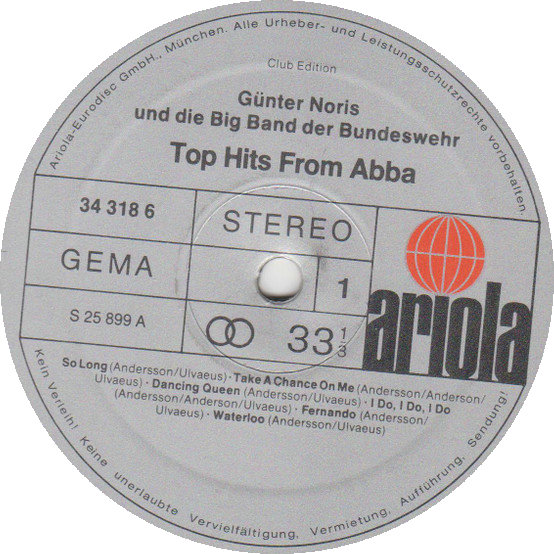 Ariola-Eurodisc GmbH., München. Alle Urheber- und Leistungsschutzrechte vorbehalten.
Club Edition
Günter Noris
und die Big Band der Bundeswehr
Top Hits From Abba
34 318 6
STEREO
GEMA
1
ariola
S 25 899 A
33 1/3
So Long (Andersson/Ulvaeus) · Take A Chance On Me (Andersson/Anderson/
Ulvaeus) · Dancing Queen (Andersson/Ulvaeus) · I Do, I Do, I Do
(Andersson/Anderson/Ulvaeus) · Fernando (Andersson/
Ulvaeus) · Waterloo (Andersson/Ulvaeus)
Kein Verleih! Keine unerlaubte Vervielfältigung, Vermietung, Aufführung, Sendung!